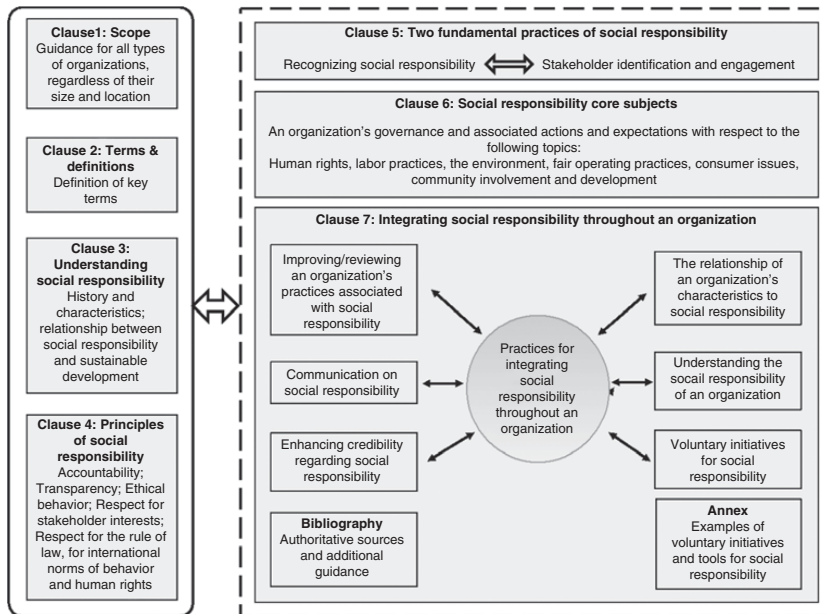 Clause1: Scope
Guidance for all types
of organizations,
regardless of their
size and location
Clause 2: Terms &
definitions
Definition of key
terms
Clause 3:
Understanding
social responsibility
History and
characteristics;
relationship between
social responsibility
and sustainable
development
Clause 4: Principles
of social
responsibility
Accountability;
Transparency; Ethical
behavior; Respect for
stakeholder interests;
Respect for the rule of
law, for international
norms of behavior
and human rights
Clause 5: Two fundamental practices of social responsibility
Recognizing social responsibility
Stakeholder identification and engagement
Clause 6: Social responsibility core subjects
An organization's governance and associated actions and expectations with respect to the
following topics:
Human rights, labor practices, the environment, fair operating practices, consumer issues,
community involvement and development
Clause 7: Integrating social responsibility throughout an organization
Improving/reviewing
an organization's
practices associated
with social
responsibility
Communication on
social responsibility
Enhancing credibility
regarding social
responsibility
Practices for
integrating
social
responsibility
throughout an
organization
The relationship of
an organization's
characteristics to
social responsibility
Understanding the
socail responsibility
of an organization
Voluntary initiatives
for social
responsibility
Bibliography
Authoritative sources
and additional
guidance
Annex
Examples of
voluntary initiatives
and tools for social
responsibility